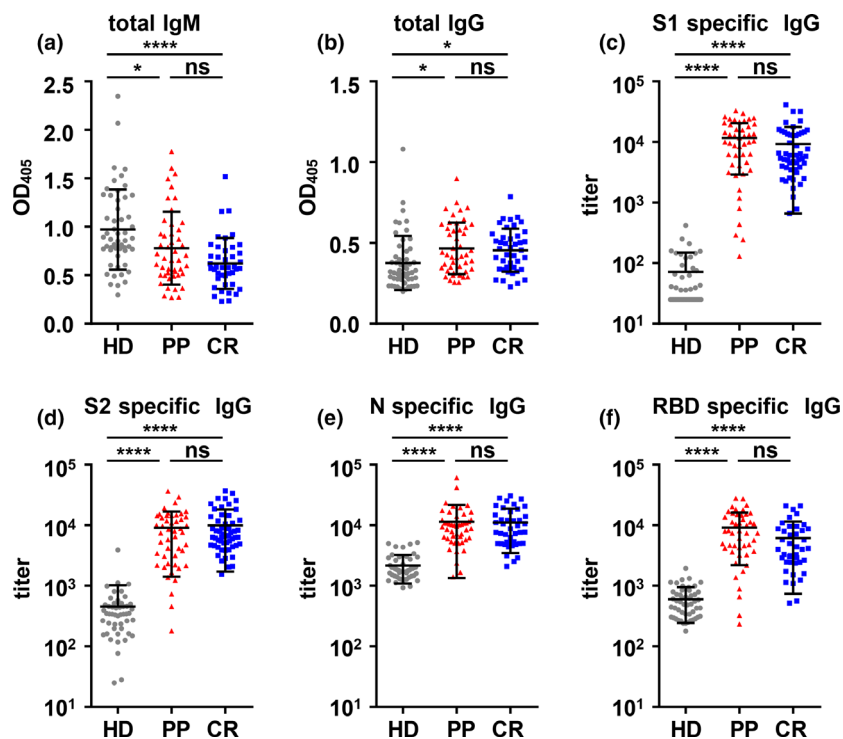 (a) total IgM
****
* ns
OD405
2.5
2.0
1.5
1.0
0.5
0.0
HD PP CR
(b) total IgG
*
* ns
OD405
1.5
1.0
0.5
0.0
HD PP CR
(c) S1 specific IgG
****
**** ns
titer
10^5
10^4
10^3
10^2
10^1
HD PP CR
(d) S2 specific IgG
****
**** ns
titer
10^5
10^4
10^3
10^2
10^1
HD PP CR
(e) N specific IgG
****
**** ns
titer
10^5
10^4
10^3
10^2
10^1
HD PP CR
(f) RBD specific IgG
****
**** ns
titer
10^5
10^4
10^3
10^2
10^1
HD PP CR